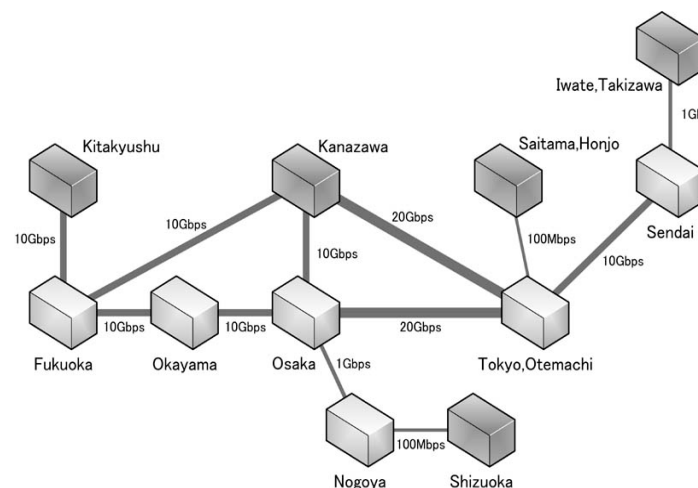 Iwate,Takizawa
Kitakyushu
Kanazawa
Saitama,Honjo
Sendai
10Gbps
10Gbps
20Gbps
10Gbps
100Mbps
10Gbps
10Gbps
10Gbps
20Gbps
Fukuoka
Okayama
Osaka
1Gbps
Tokyo,Otemachi
100Mbps
Nogoya
Shizuoka